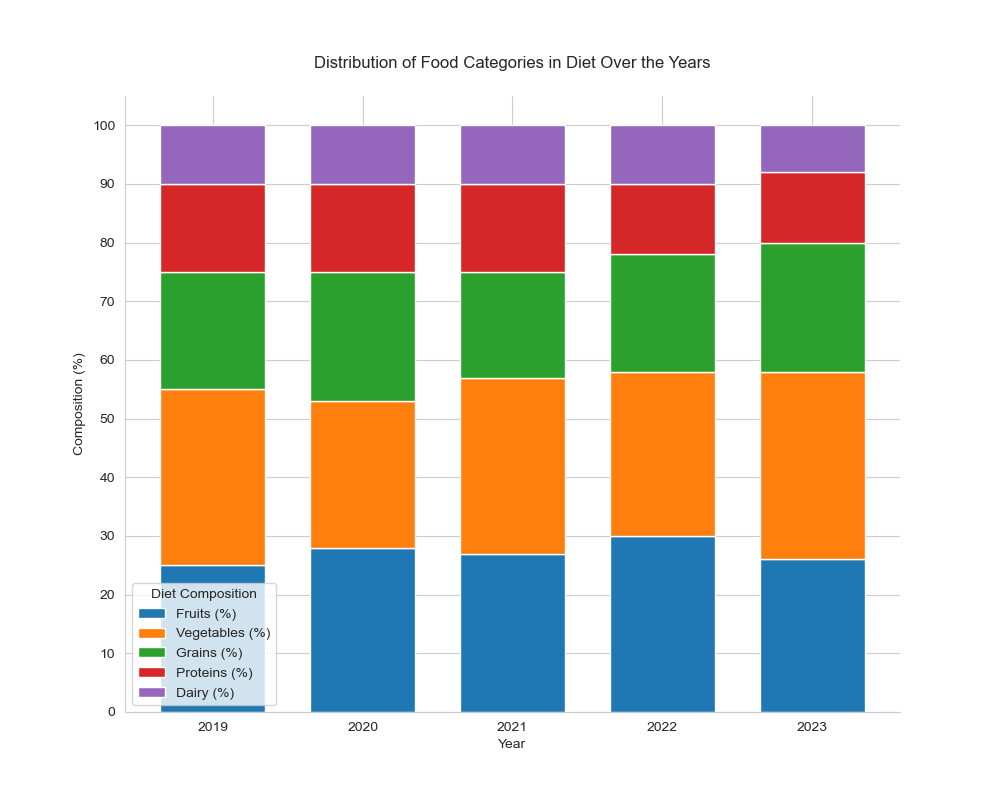 Distribution of Food Categories in Diet Over the Years
Composition (%)
100
90
80
70
60
50
40
30
20
10
0
Diet Composition
Fruits (%)
Vegetables (%)
Grains (%)
Proteins (%)
Dairy (%)
2019 2020 2021 2022 2023
Year